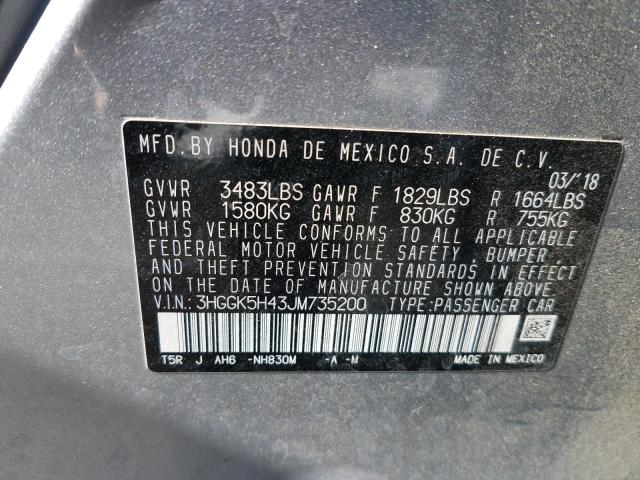 MFD. BY HONDA DE MEXICO S.A. DE C.V.
03/'18
GVWR 3483LBS GAWR F 1829LBS R 1664LBS
GVWR 1580KG GAWR F 830KG R 755KG
THIS VEHICLE CONFORMS TO ALL APPLICABLE
FEDERAL MOTOR VEHICLE SAFETY, BUMPER,
AND THEFT PREVENTION STANDARDS IN EFFECT
ON THE DATE OF MANUFACTURE SHOWN ABOVE.
V.I.N.: 3HGGK5H43JM735200 TYPE: PASSENGER CAR
T5R J AH6 -NH830M -A -M MADE IN MEXICO